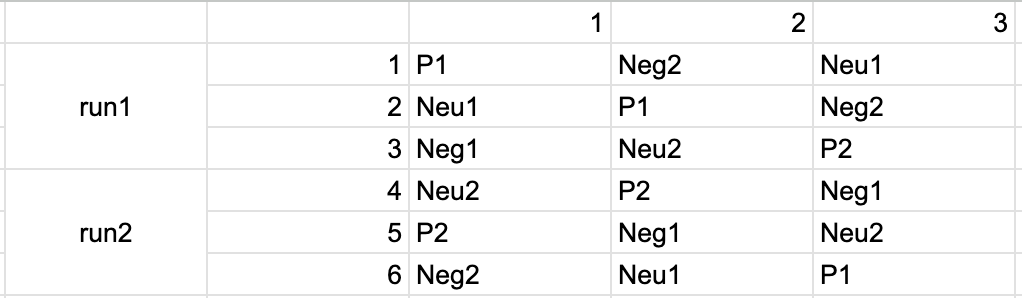 1 2 3
run1
1 P1 Neg2 Neu1
2 Neu1 P1 Neg2
3 Neg1 Neu2 P2
run2
4 Neu2 P2 Neg1
5 P2 Neg1 Neu2
6 Neg2 Neu1 P1